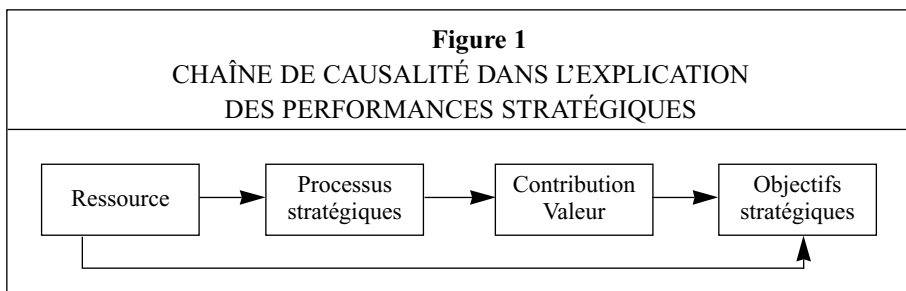 Figure 1
CHAÎNE DE CAUSALITÉ DANS L'EXPLICATION
DES PERFORMANCES STRATÉGIQUES
Ressource
Processus
stratégiques
Contribution
Valeur
Objectifs
stratégiques